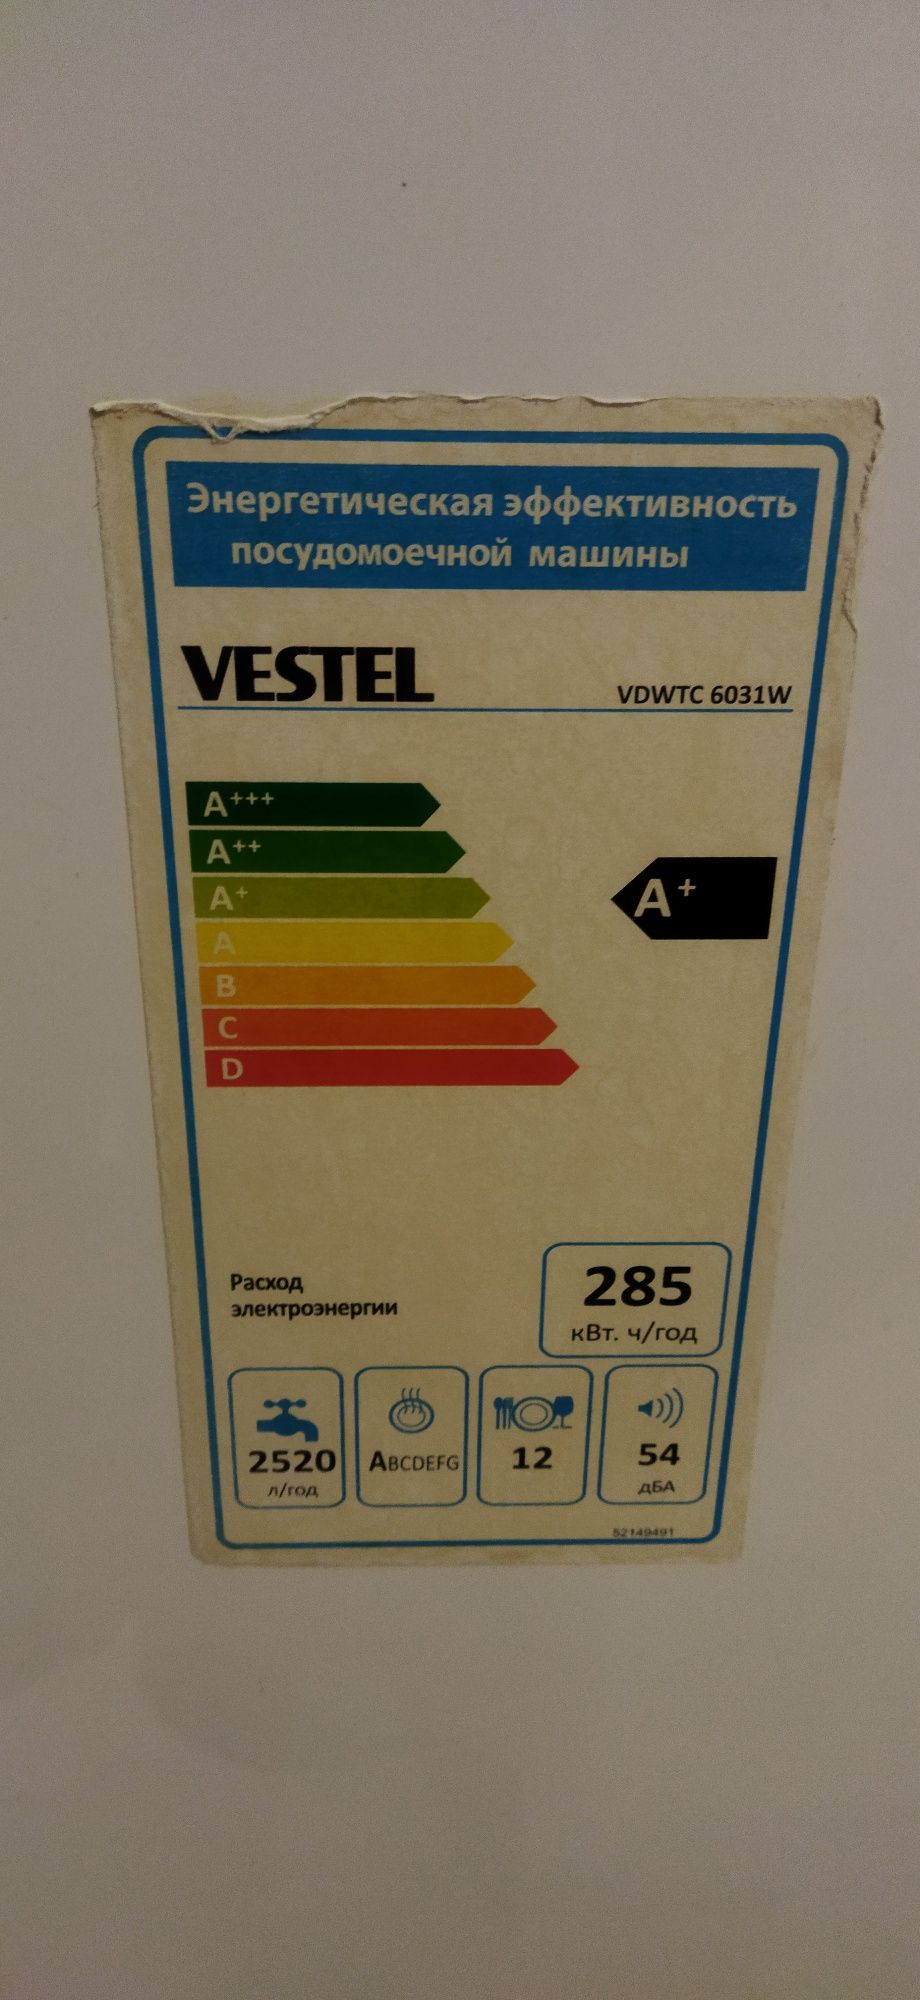 Энергетическая эффективность
посудомоечной машины
VESTEL
VDWTC 6031W
A+++
A++
A+
A+
A
B
C
D
Расход
электроэнергии
285
кВт. ч/год
2520
л/год
ABCDEFG
12
54
дБА
52149491